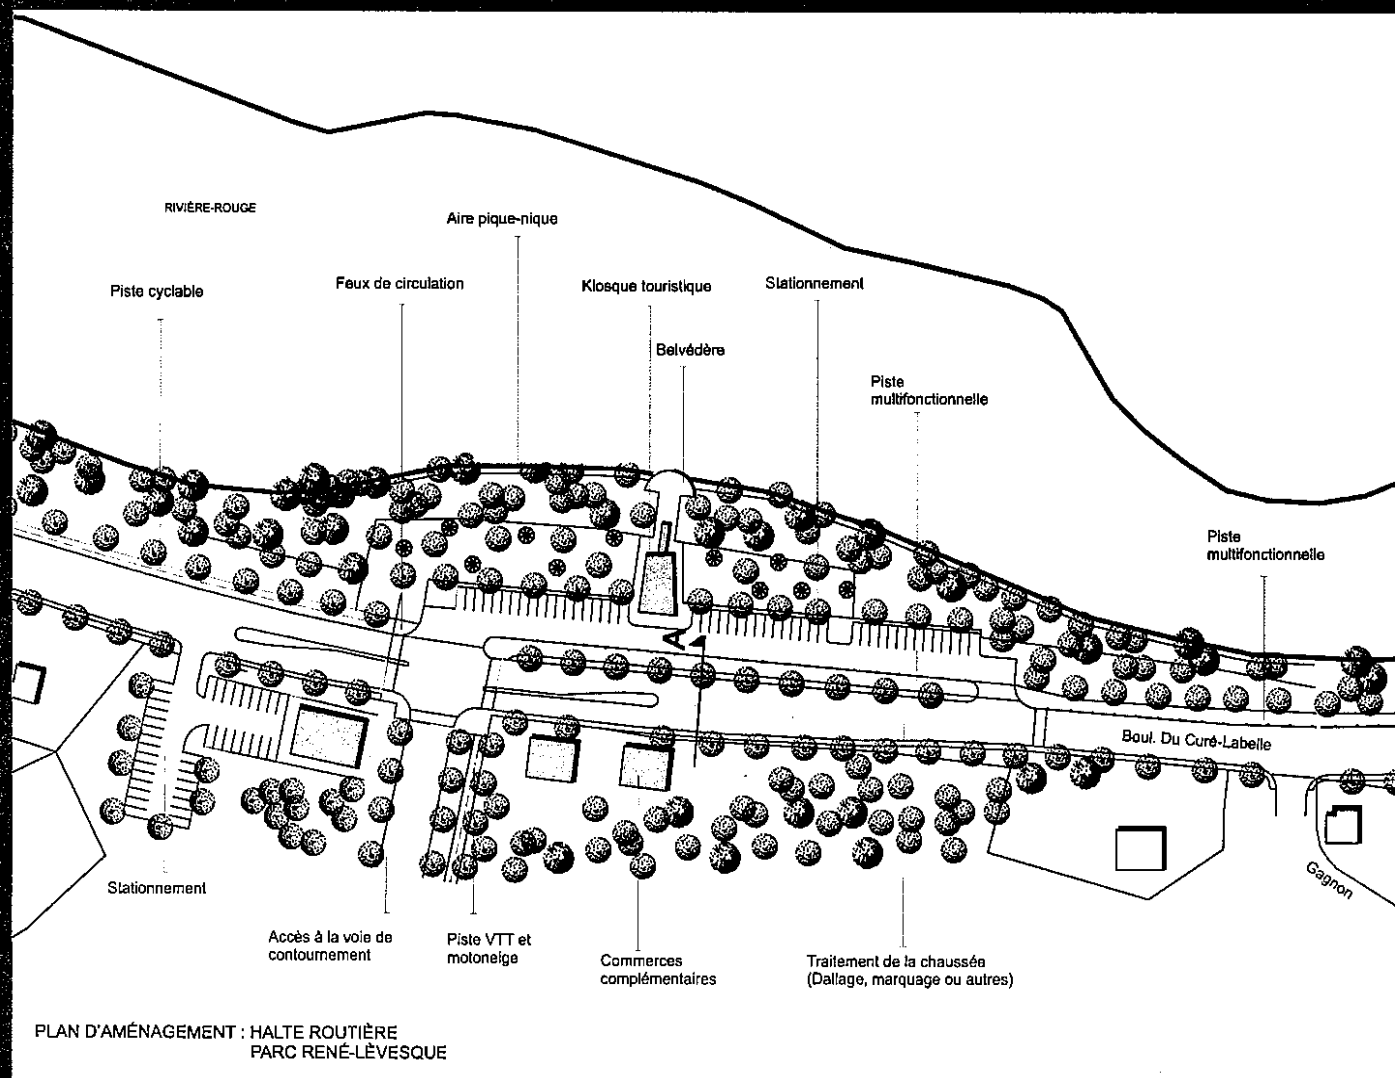 RIVIÈRE-ROUGE
Aire pique-nique
Piste cyclable
Feux de circulation
Kiosque touristique
Stationnement
Belvédère
Piste
multifonctionnelle
Piste
multifonctionnelle
A
Boul. Du Curé-Labelle
Gagnon
Stationnement
Accès à la voie de
contournement
Piste VTT et
motoneige
Commerces
complémentaires
Traitement de la chaussée
(Dallage, marquage ou autres)
PLAN D'AMÉNAGEMENT : HALTE ROUTIÈRE
PARC RENÉ-LÈVESQUE